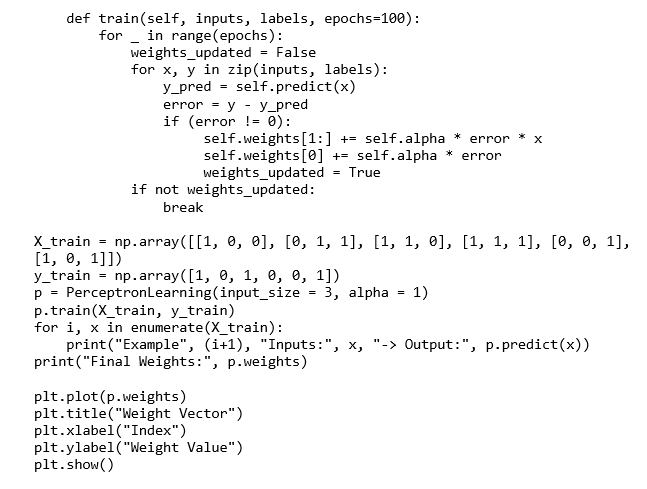 def train(self, inputs, labels, epochs=100):
for _ in range(epochs):
weights_updated = False
for x, y in zip(inputs, labels):
y_pred = self.predict(x)
error = y - y_pred
if (error != 0):
self.weights[1:] += self.alpha * error * x
self.weights[0] += self.alpha * error
weights_updated = True
if not weights_updated:
break
X_train = np.array([[1, 0, 0], [0, 1, 1], [1, 1, 0], [1, 1, 1], [0, 0, 1],
[1, 0, 1]])
y_train = np.array([1, 0, 1, 0, 0, 1])
p = PerceptronLearning(input_size = 3, alpha = 1)
p.train(X_train, y_train)
for i, x in enumerate(X_train):
print("Example", (i+1), "Inputs:", x, "-> Output:", p.predict(x))
print("Final Weights:", p.weights)
plt.plot(p.weights)
plt.title("Weight Vector")
plt.xlabel("Index")
plt.ylabel("Weight Value")
plt.show()